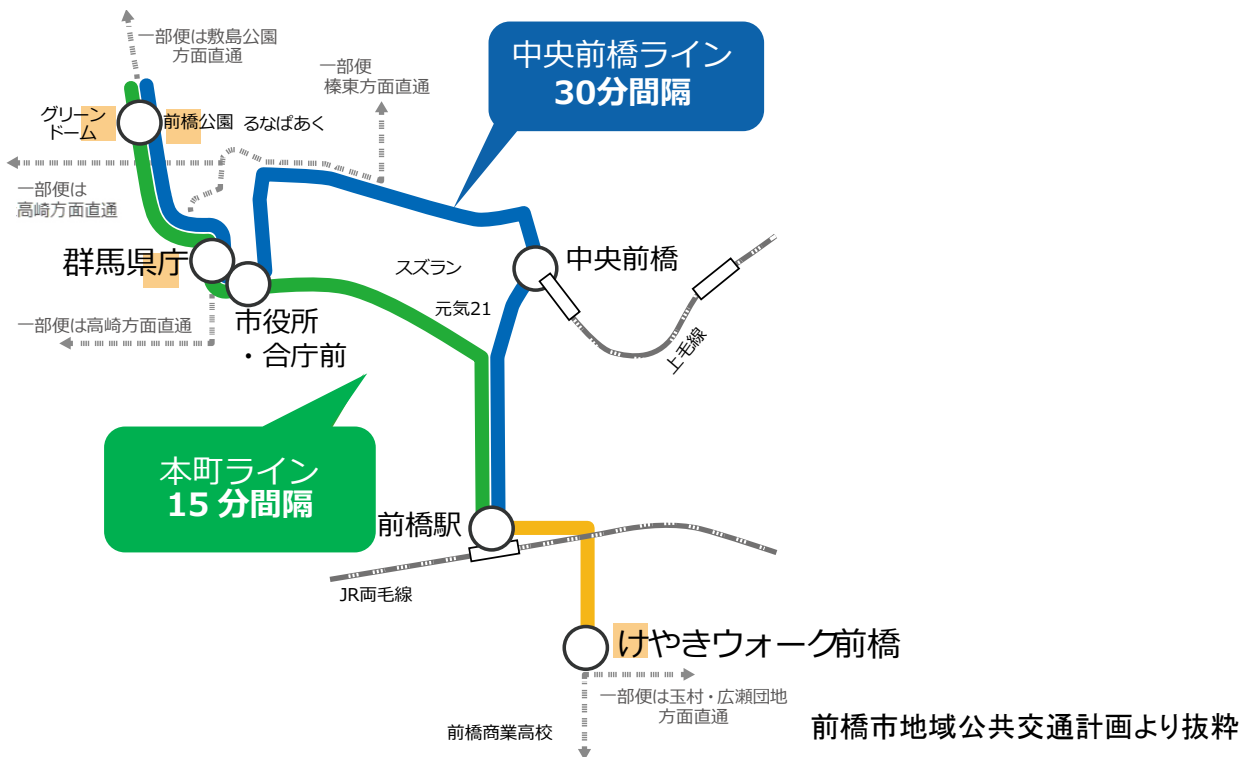 一部便は敷島公園
方面直通
中央前橋ライン
30分間隔
一部便
榛東方面直通
グリーン
ドーム
前橋公園
るなぱあく
一部便は
高崎方面直通
群馬県庁
スズラン
中央前橋
元気21
一部便は高崎方面直通
市役所
・合庁前
上毛線
本町ライン
15 分間隔
前橋駅
JR両毛線
けやきウォーク前橋
一部便は玉村・広瀬団地
方面直通
前橋商業高校
前橋市地域公共交通計画より抜粋